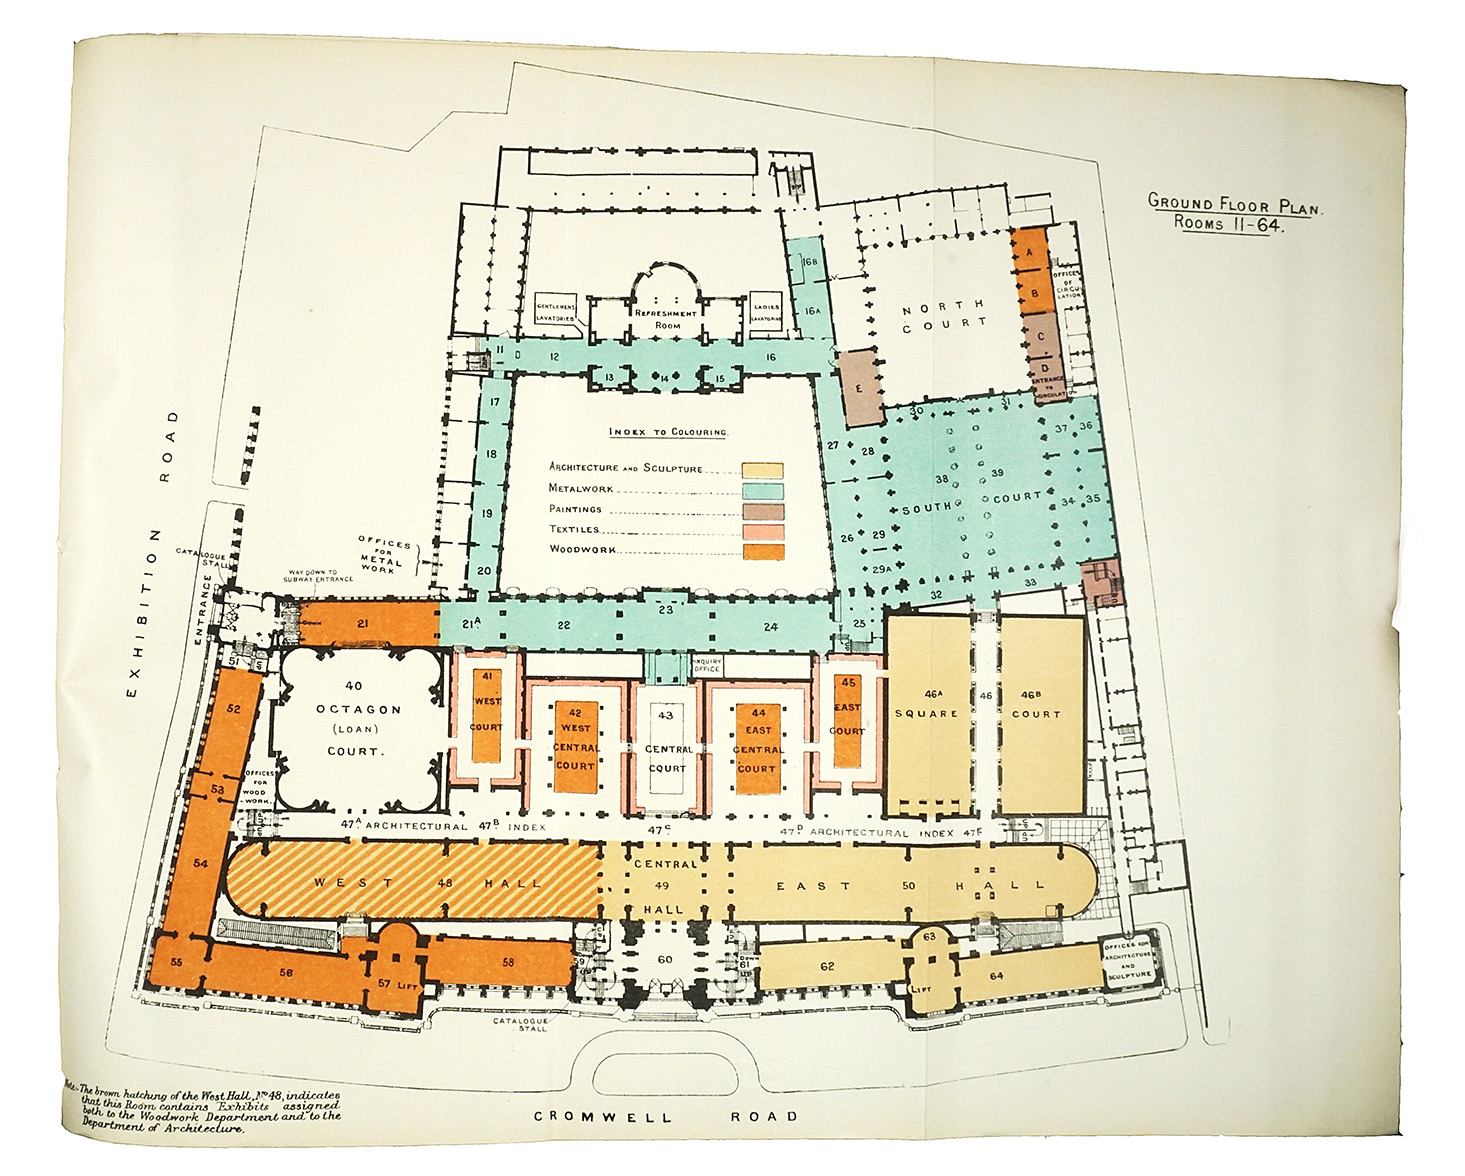 GROUND FLOOR PLAN.
ROOMS 11-64.
16B
16A
GENTLEMENS
LAVATORIES
REFRESHMENT
ROOM
LADIES
LAVATORIES
NORTH
COURT
A
B
OFFICES
OF
CIRCU-
LATION
C
D
ENTRANCE
TO
CIRCULATION
E
11
12
13
14
15
16
17
18
19
20
INDEX TO COLOURING.
ARCHITECTURE AND SCULPTURE
METALWORK
PAINTINGS
TEXTILES
WOODWORK
27
28
30
31
37
36
38
39
SOUTH COURT
34
35
26
29
29A
32
33
OFFICES
FOR
METAL
WORK
EXHIBITION ROAD
CATALOGUE
STALL
ENTRANCE
WAY DOWN TO
SUBWAY ENTRANCE
DOWN
21
21A
22
23
24
25
UP
INQUIRY
OFFICE
51
UP
52
53
54
55
40
OCTAGON
(LOAN)
COURT.
41
WEST
COURT
42
WEST
CENTRAL
COURT
43
CENTRAL
COURT
44
EAST
CENTRAL
COURT
45
EAST
COURT
46A
SQUARE
46
46B
COURT
OFFICES
FOR
WOOD
-WORK.
47A ARCHITECTURAL 47B INDEX
47C
47D ARCHITECTURAL INDEX 47F
WEST 48 HALL
CENTRAL
49
HALL
EAST 50 HALL
56
57 LIFT
58
59
UP
60
61
DOWN
UP
62
63
LIFT
64
OFFICES FOR
ARCHITECTURE
AND
SCULPTURE
CATALOGUE
STALL
CROMWELL ROAD
Note:- The brown hatching of the West Hall, No 48, indicates
that this Room contains Exhibits assigned
both to the Woodwork Department and to the
Department of Architecture.